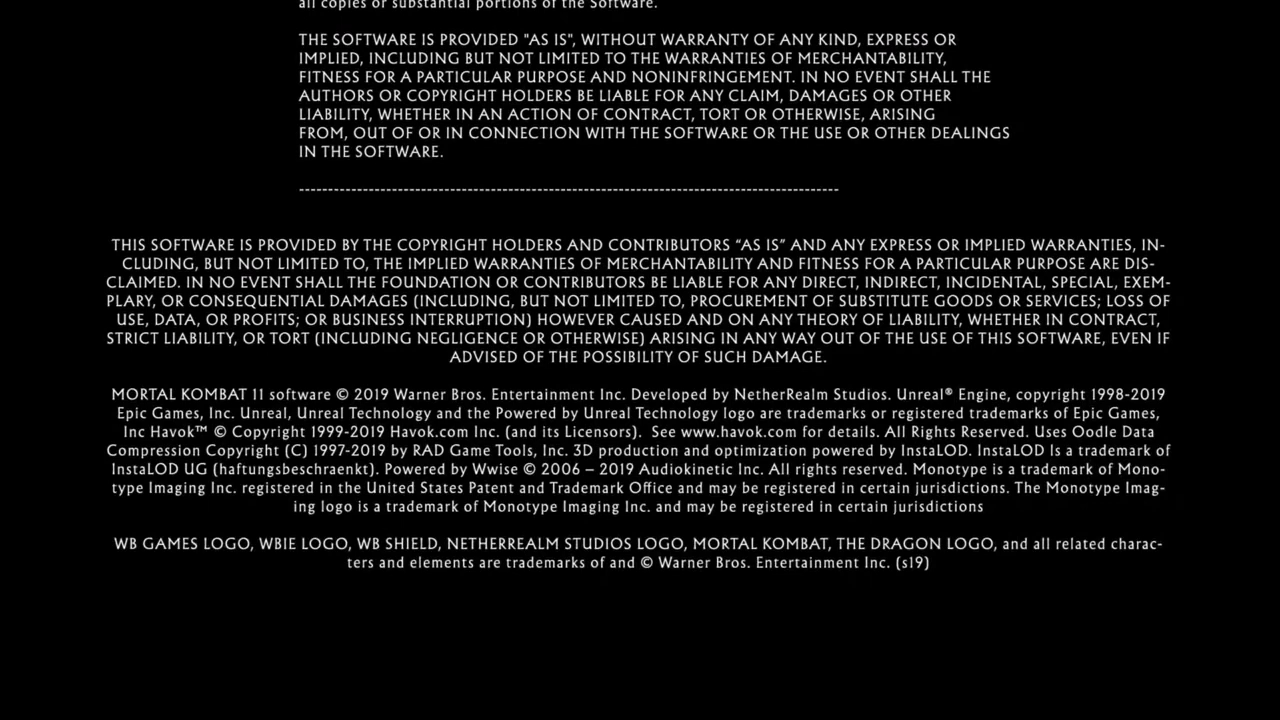 all copies or substantial portions of the Software.
THE SOFTWARE IS PROVIDED "AS IS", WITHOUT WARRANTY OF ANY KIND, EXPRESS OR
IMPLIED, INCLUDING BUT NOT LIMITED TO THE WARRANTIES OF MERCHANTABILITY,
FITNESS FOR A PARTICULAR PURPOSE AND NONINFRINGEMENT. IN NO EVENT SHALL THE
AUTHORS OR COPYRIGHT HOLDERS BE LIABLE FOR ANY CLAIM, DAMAGES OR OTHER
LIABILITY, WHETHER IN AN ACTION OF CONTRACT, TORT OR OTHERWISE, ARISING
FROM, OUT OF OR IN CONNECTION WITH THE SOFTWARE OR THE USE OR OTHER DEALINGS
IN THE SOFTWARE.
---------------------------------------------------------------------------------------------
THIS SOFTWARE IS PROVIDED BY THE COPYRIGHT HOLDERS AND CONTRIBUTORS “AS IS” AND ANY EXPRESS OR IMPLIED WARRANTIES, IN-
CLUDING, BUT NOT LIMITED TO, THE IMPLIED WARRANTIES OF MERCHANTABILITY AND FITNESS FOR A PARTICULAR PURPOSE ARE DIS-
CLAIMED. IN NO EVENT SHALL THE FOUNDATION OR CONTRIBUTORS BE LIABLE FOR ANY DIRECT, INDIRECT, INCIDENTAL, SPECIAL, EXEM-
PLARY, OR CONSEQUENTIAL DAMAGES (INCLUDING, BUT NOT LIMITED TO, PROCUREMENT OF SUBSTITUTE GOODS OR SERVICES; LOSS OF
USE, DATA, OR PROFITS; OR BUSINESS INTERRUPTION) HOWEVER CAUSED AND ON ANY THEORY OF LIABILITY, WHETHER IN CONTRACT,
STRICT LIABILITY, OR TORT (INCLUDING NEGLIGENCE OR OTHERWISE) ARISING IN ANY WAY OUT OF THE USE OF THIS SOFTWARE, EVEN IF
ADVISED OF THE POSSIBILITY OF SUCH DAMAGE.
MORTAL KOMBAT 11 software © 2019 Warner Bros. Entertainment Inc. Developed by NetherRealm Studios. Unreal® Engine, copyright 1998-2019
Epic Games, Inc. Unreal, Unreal Technology and the Powered by Unreal Technology logo are trademarks or registered trademarks of Epic Games,
Inc Havok™ © Copyright 1999-2019 Havok.com Inc. (and its Licensors).  See www.havok.com for details. All Rights Reserved. Uses Oodle Data
Compression Copyright (C) 1997-2019 by RAD Game Tools, Inc. 3D production and optimization powered by InstaLOD. InstaLOD Is a trademark of
InstaLOD UG (haftungsbeschraenkt). Powered by Wwise © 2006 – 2019 Audiokinetic Inc. All rights reserved. Monotype is a trademark of Mono-
type Imaging Inc. registered in the United States Patent and Trademark Office and may be registered in certain jurisdictions. The Monotype Imag-
ing logo is a trademark of Monotype Imaging Inc. and may be registered in certain jurisdictions
WB GAMES LOGO, WBIE LOGO, WB SHIELD, NETHERREALM STUDIOS LOGO, MORTAL KOMBAT, THE DRAGON LOGO, and all related charac-
ters and elements are trademarks of and © Warner Bros. Entertainment Inc. (s19)